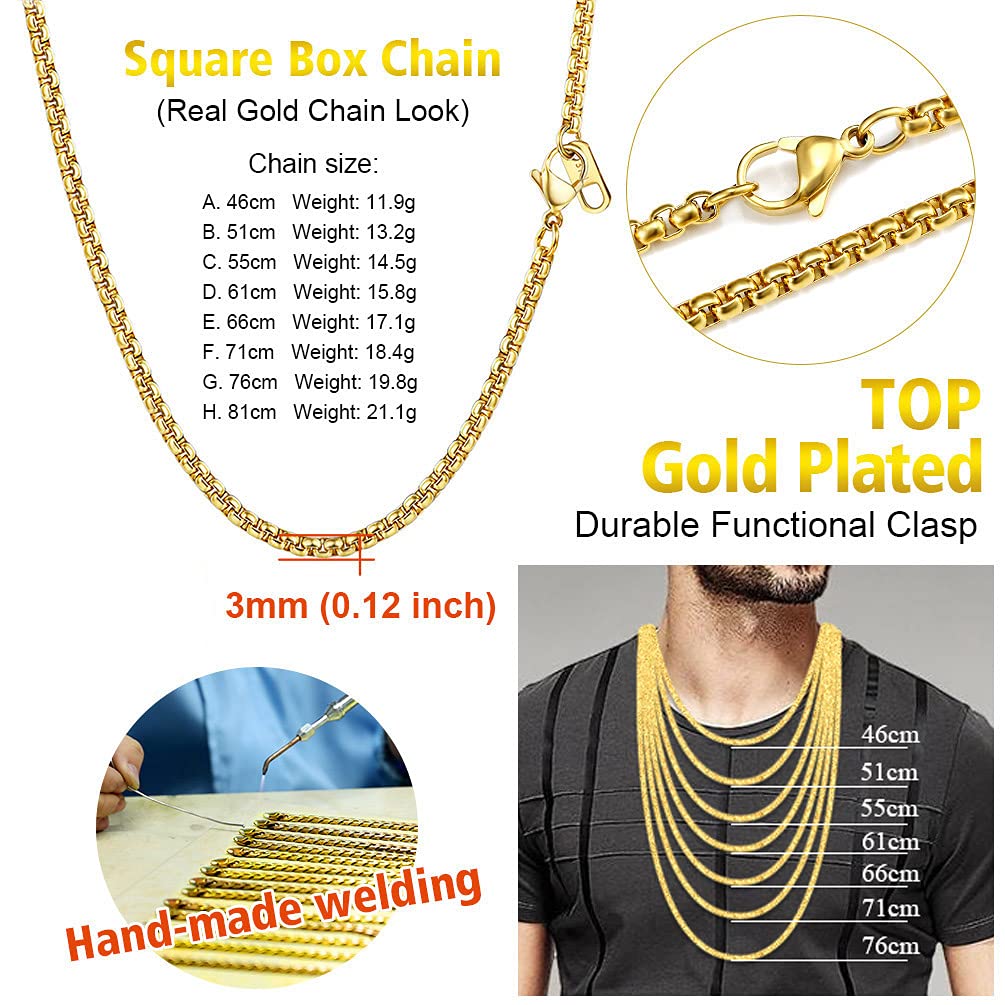 Square Box Chain
(Real Gold Chain Look)
Chain size:
A. 46cm Weight: 11.9g
B. 51cm Weight: 13.2g
C. 55cm Weight: 14.5g
D. 61cm Weight: 15.8g
E. 66cm Weight: 17.1g
F. 71cm Weight: 18.4g
G. 76cm Weight: 19.8g
H. 81cm Weight: 21.1g
3mm (0.12 inch)
TOP
Gold Plated
Durable Functional Clasp
Hand-made welding
46cm
51cm
55cm
61cm
66cm
71cm
76cm